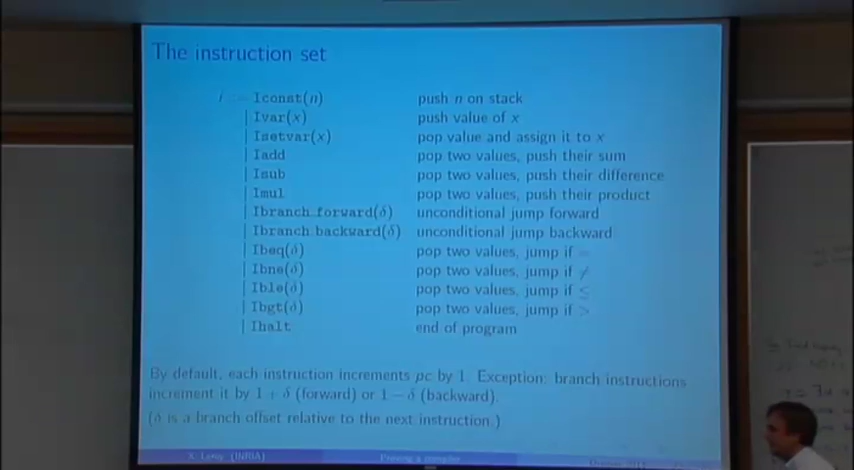 The instruction set
i ::= Iconst(n) push n on stack
| Ivar(x) push value of x
| Isetvar(x) pop value and assign it to x
| Iadd pop two values, push their sum
| Isub pop two values, push their difference
| Imul pop two values, push their product
| Ibranch_forward(δ) unconditional jump forward
| Ibranch_backward(δ) unconditional jump backward
| Ibeq(δ) pop two values, jump if =
| Ibne(δ) pop two values, jump if ≠
| Ible(δ) pop two values, jump if ≤
| Ibgt(δ) pop two values, jump if >
| Ihalt end of program
By default, each instruction increments pc by 1. Exception: branch instructions
increment it by 1 + δ (forward) or 1 − δ (backward).
(δ is a branch offset relative to the next instruction.)
X. Leroy (INRIA) Proving a compiler